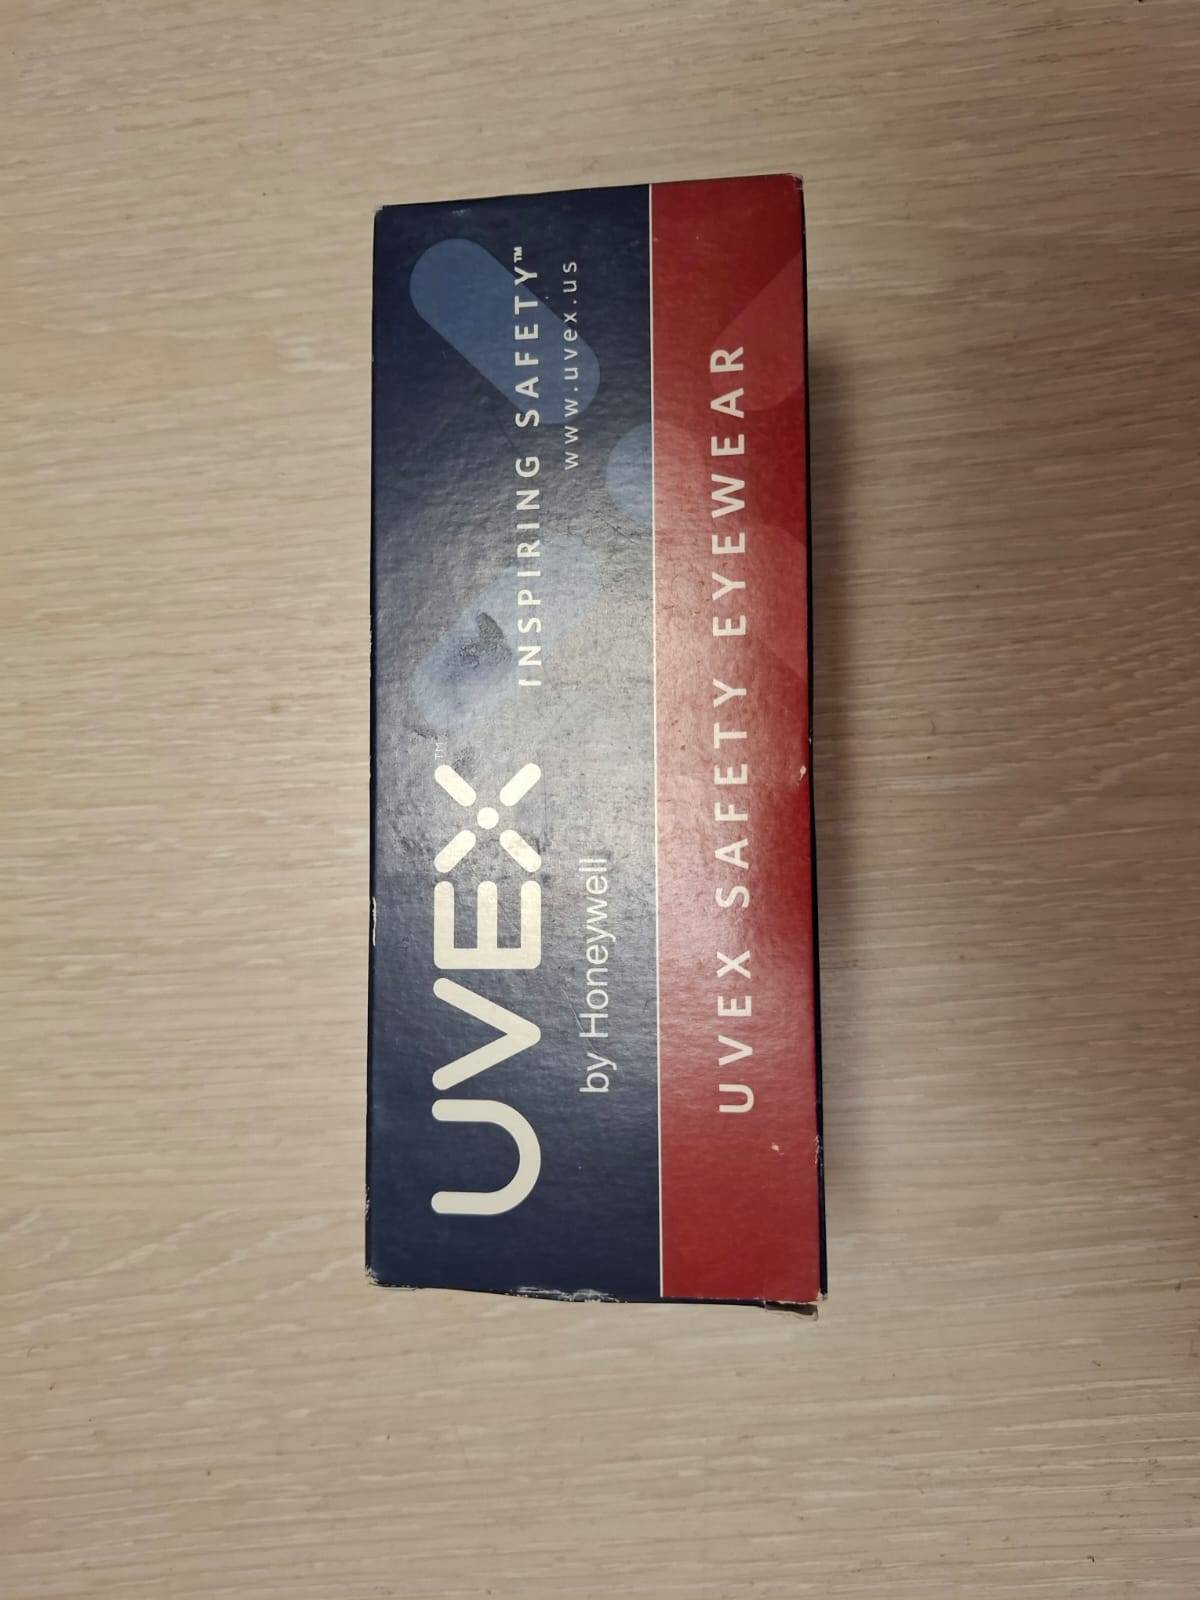 UVEX™
by Honeywell
INSPIRING SAFETY™
www.uvex.us
UVEX SAFETY EYEWEAR